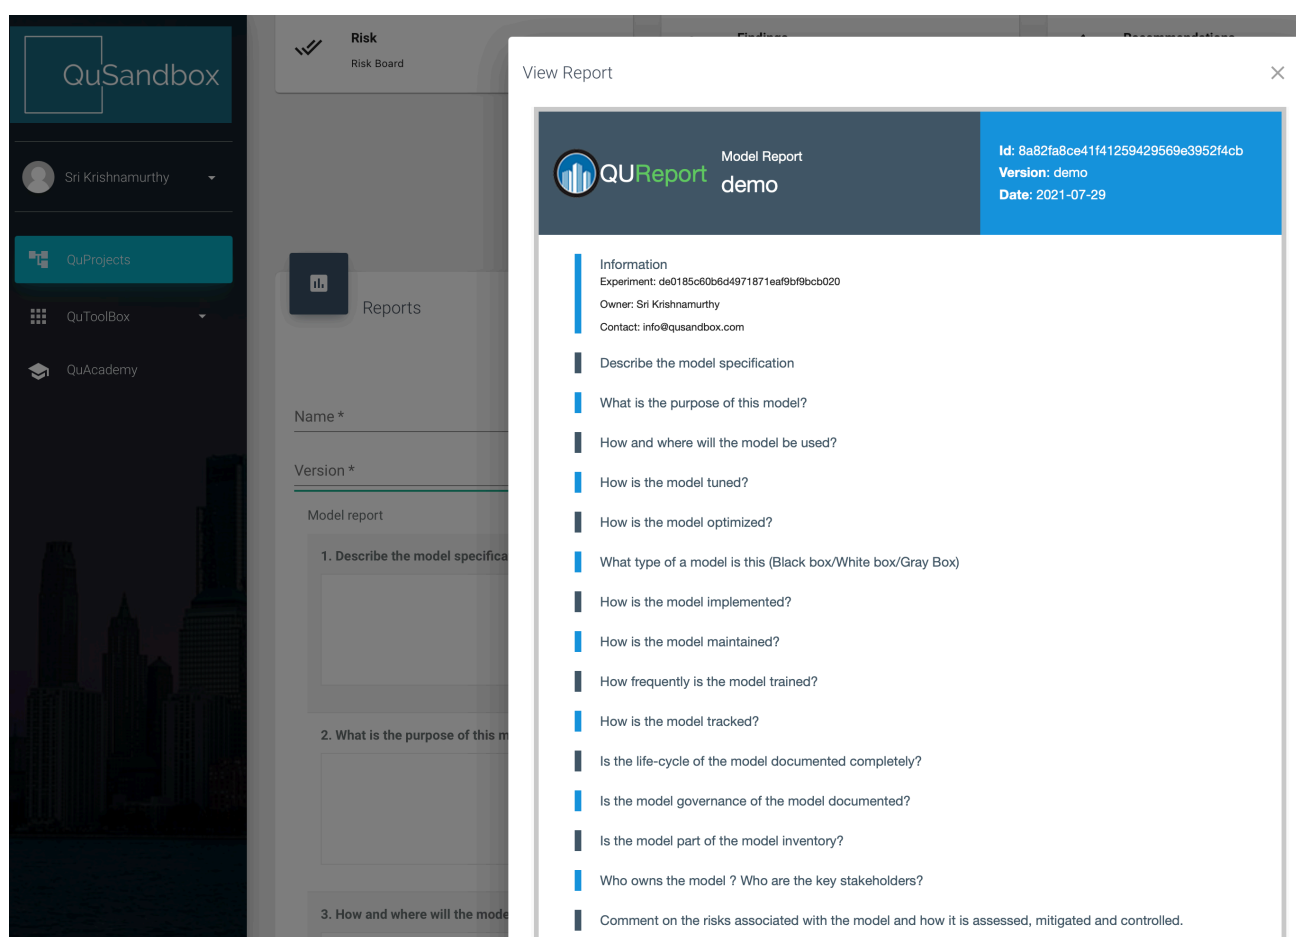 QuSandbox
Sri Krishnamurthy
QuProjects
QuToolBox
QuAcademy
Risk
Risk Board
Findings
Recommendations
Reports
Name *
Version *
Model report
1. Describe the model specifica
2. What is the purpose of this m
3. How and where will the mode
View Report
QUReport
Model Report
demo
Id: 8a82fa8ce41f41259429569e3952f4cb
Version: demo
Date: 2021-07-29
Information
Experiment: de0185c60b6d4971871eaf9bf9bcb020
Owner: Sri Krishnamurthy
Contact: info@qusandbox.com
Describe the model specification
What is the purpose of this model?
How and where will the model be used?
How is the model tuned?
How is the model optimized?
What type of a model is this (Black box/White box/Gray Box)
How is the model implemented?
How is the model maintained?
How frequently is the model trained?
How is the model tracked?
Is the life-cycle of the model documented completely?
Is the model governance of the model documented?
Is the model part of the model inventory?
Who owns the model ? Who are the key stakeholders?
Comment on the risks associated with the model and how it is assessed, mitigated and controlled.